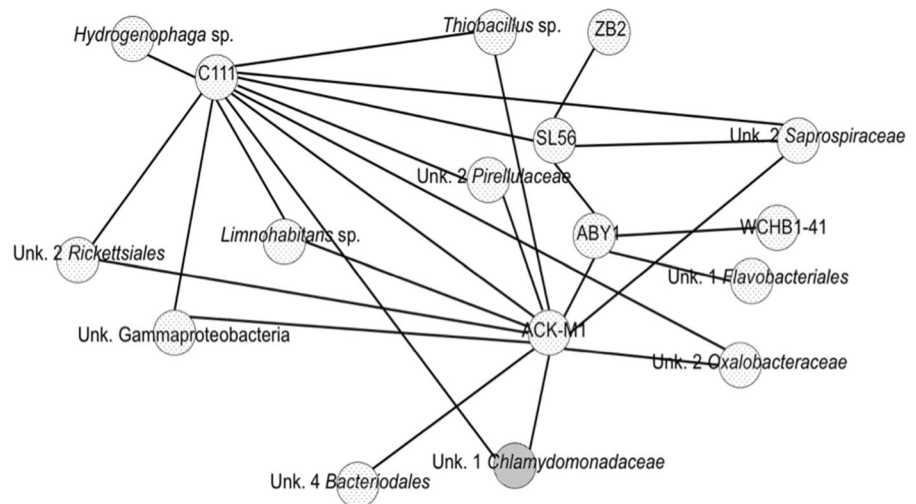 Hydrogenophaga sp.
Thiobacillus sp.
ZB2
C111
SL56
Unk. 2 Saprospiraceae
Unk. 2 Pirellulaceae
ABY1
WCHB1-41
Limnohabitans sp.
Unk. 2 Rickettsiales
Unk. 1 Flavobacteriales
Unk. Gammaproteobacteria
ACK-M1
Unk. 2 Oxalobacteraceae
Unk. 1 Chlamydomonadaceae
Unk. 4 Bacteriodales